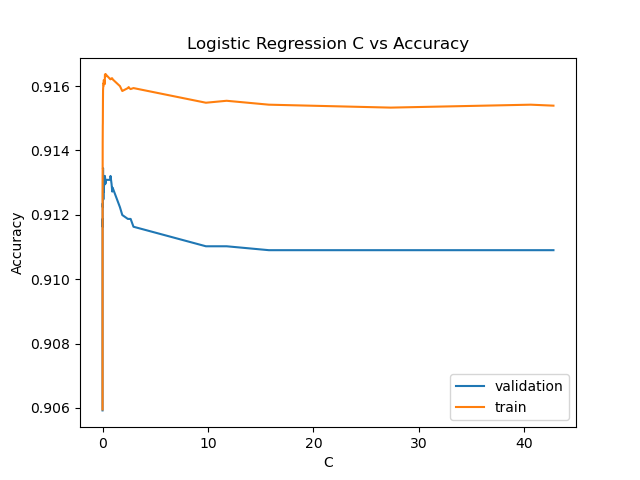 Logistic Regression C vs Accuracy
0.916
0.914
0.912
0.910
0.908
0.906
Accuracy
validation
train
0 10 20 30 40
C